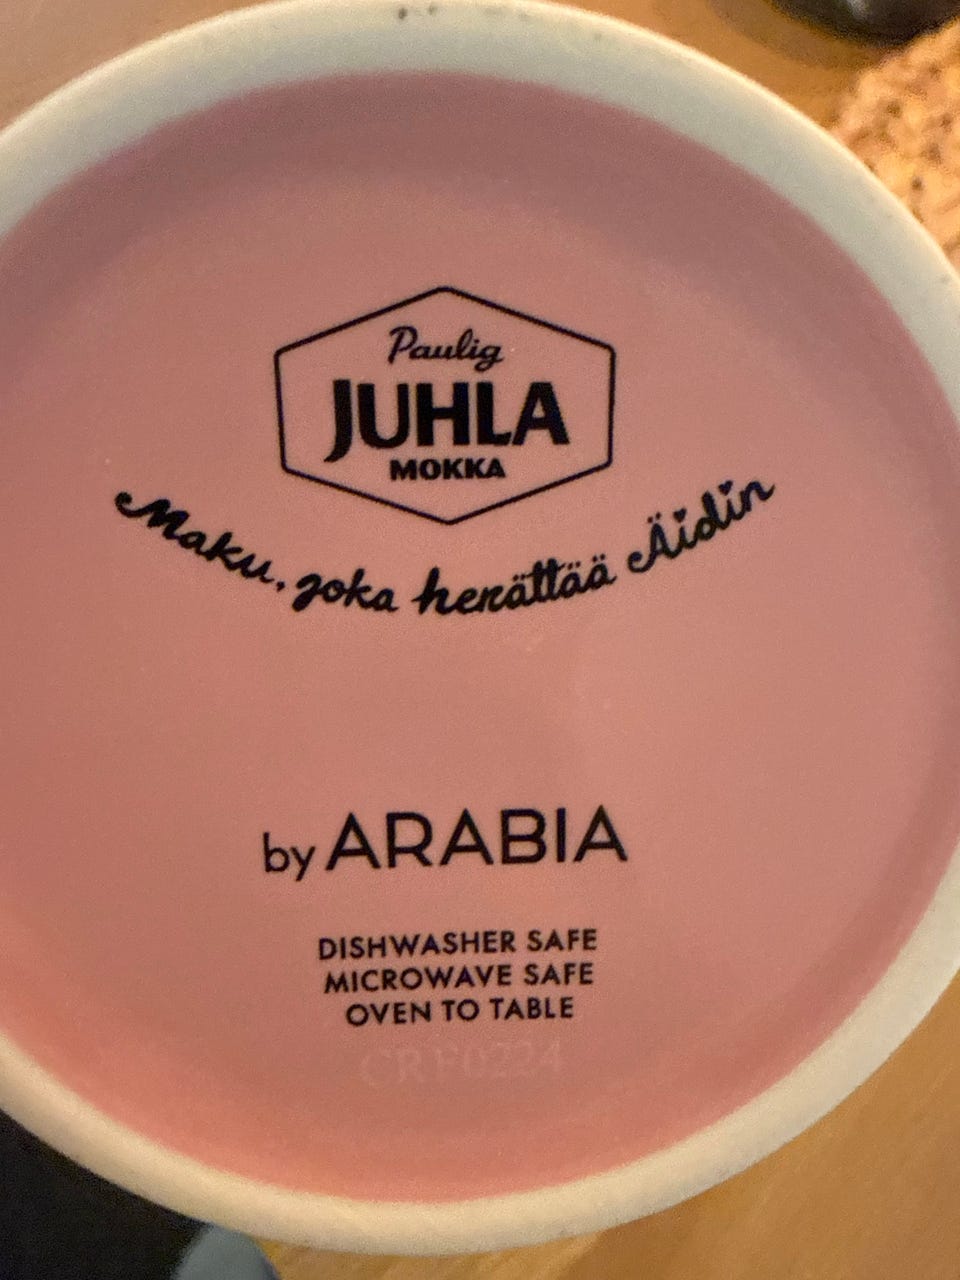 Paulig
JUHLA
MOKKA
Maku, joka herättää Äidin
by ARABIA
DISHWASHER SAFE
MICROWAVE SAFE
OVEN TO TABLE